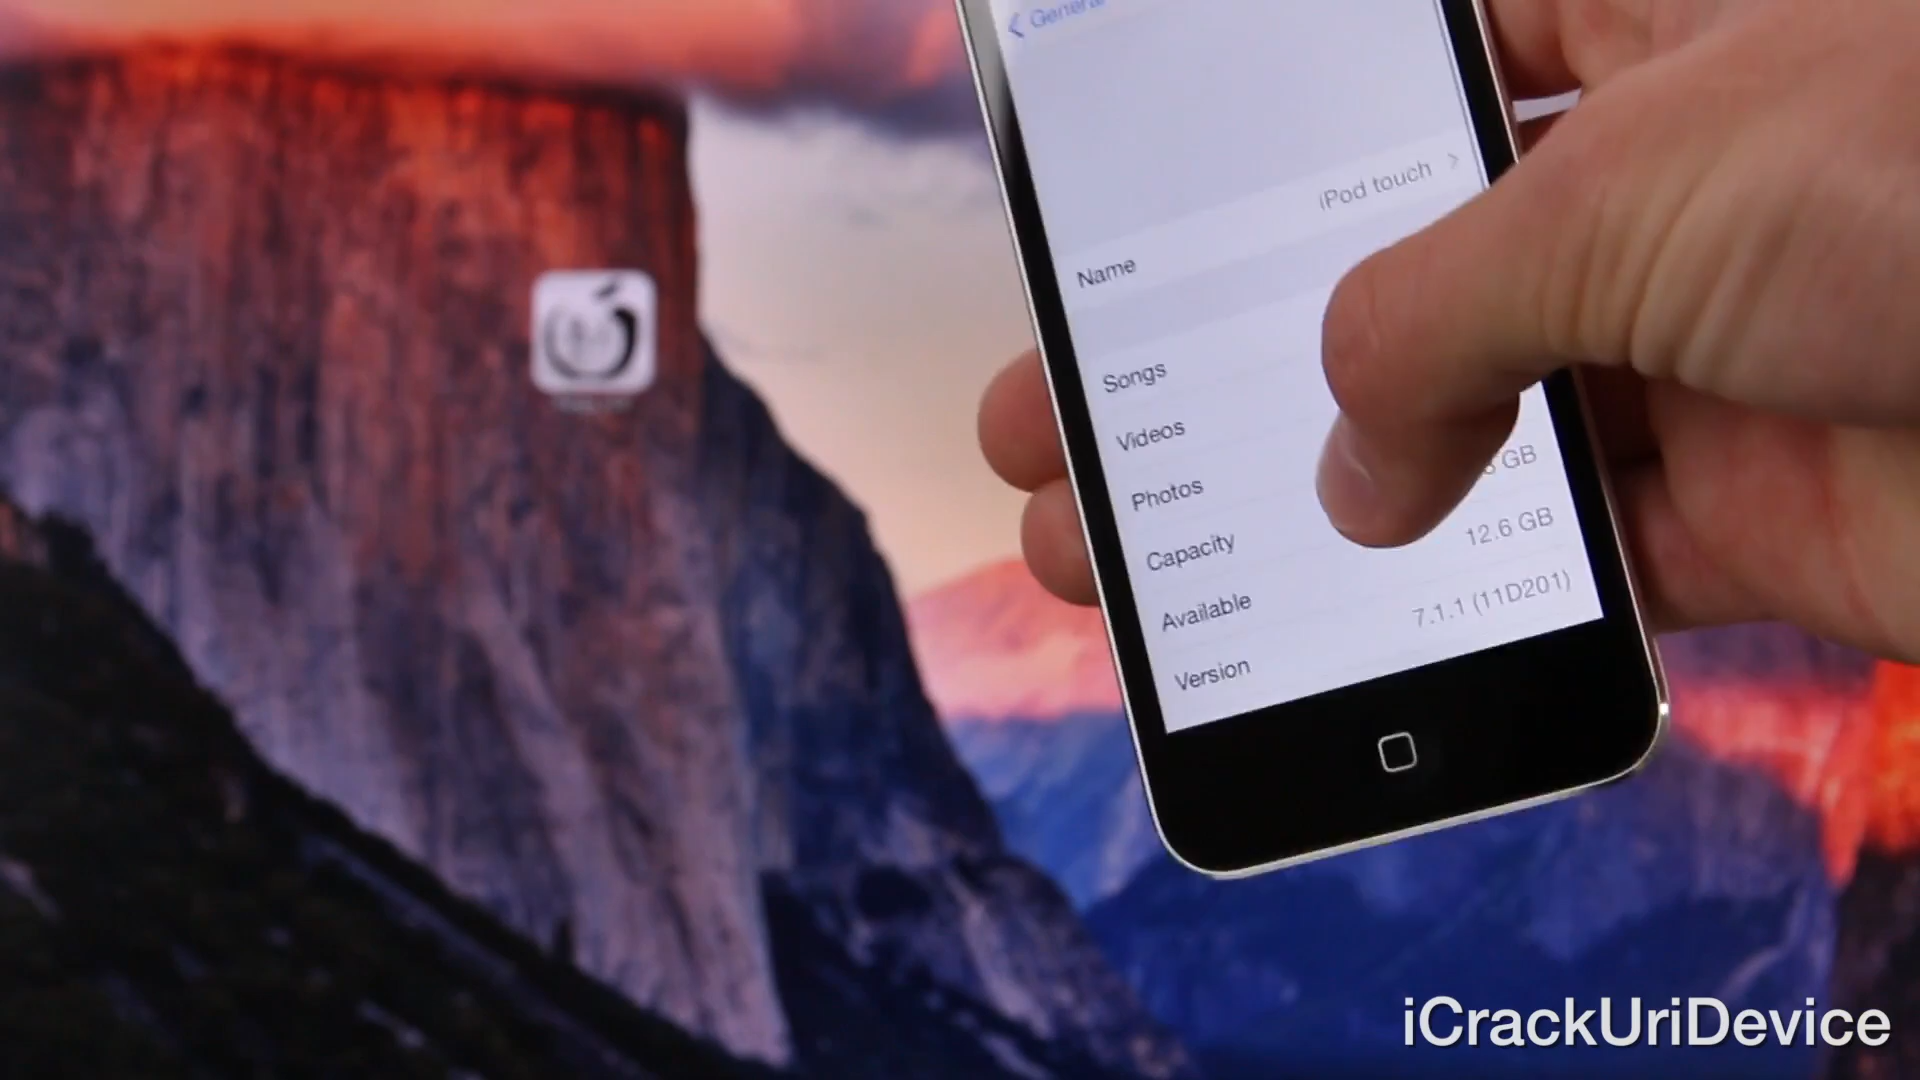 General
iPod touch
Name
Songs
Videos
Photos
GB
Capacity
12.6 GB
Available
7.1.1 (11D201)
Version
iCrackUriDevice